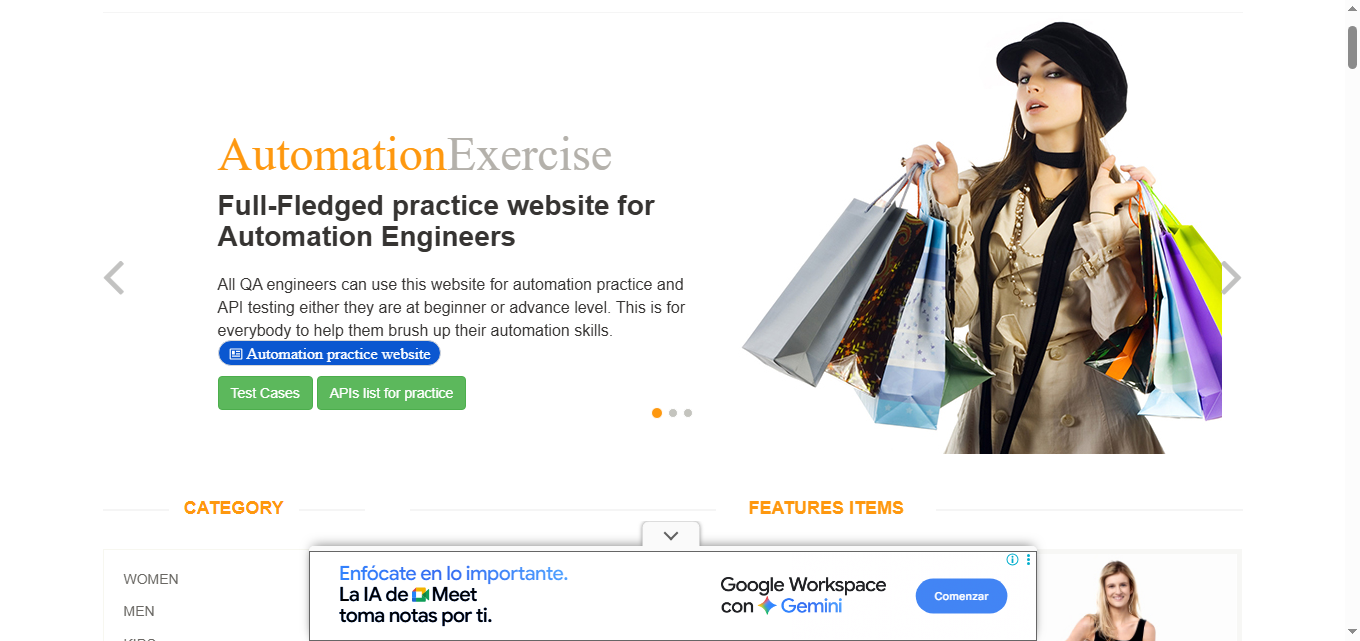 AutomationExercise
Full-Fledged practice website for
Automation Engineers
All QA engineers can use this website for automation practice and
API testing either they are at beginner or advance level. This is for
everybody to help them brush up their automation skills.
Automation practice website
Test Cases
APIs list for practice
CATEGORY
FEATURES ITEMS
WOMEN
MEN
KIDS
Enfócate en lo importante.
La IA de Meet
toma notas por ti.
Google Workspace
con Gemini
Comenzar